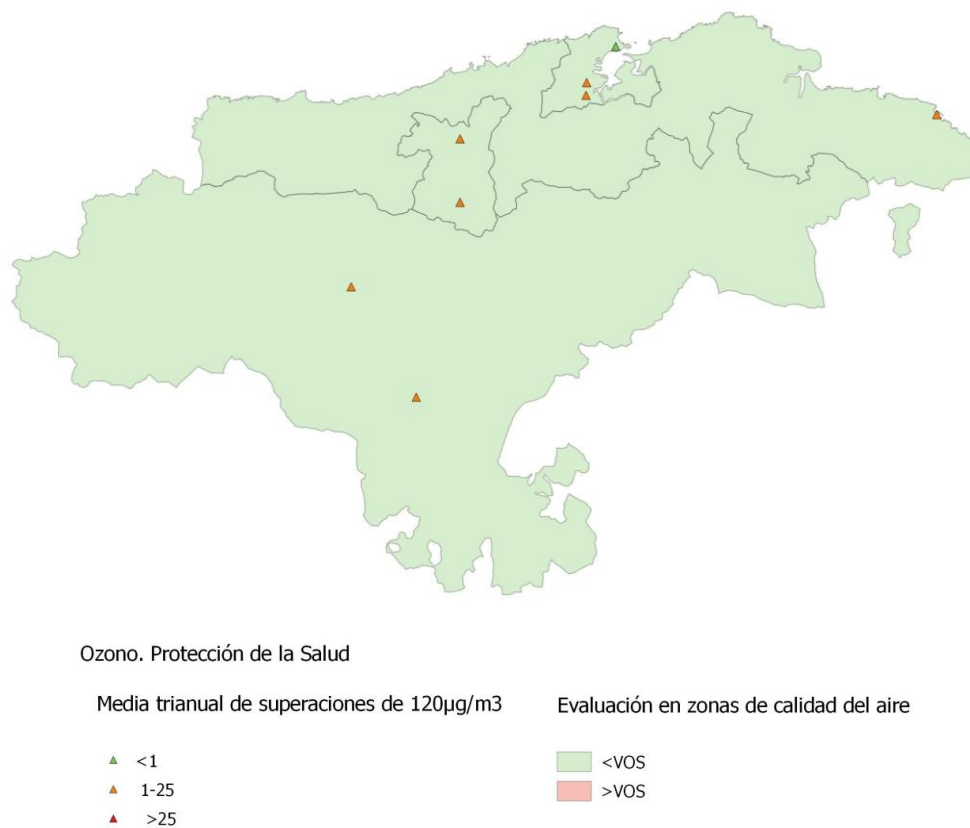 Ozono. Protección de la Salud
Media trianual de superaciones de 120µg/m3
<1
1-25
>25
Evaluación en zonas de calidad del aire
<VOS
>VOS